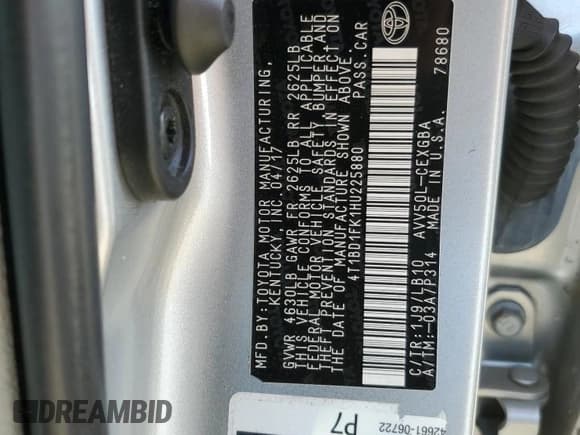 MFD. BY: TOYOTA MOTOR MANUFACTURING,
KENTUCKY, INC. 04/17
GVWR 4630LB GAWR FR 2625LB RR 2625LB
THIS VEHICLE CONFORMS TO ALL APPLICABLE
FEDERAL MOTOR VEHICLE SAFETY, BUMPER, AND
THEFT PREVENTION STANDARDS IN EFFECT ON
THE DATE OF MANUFACTURE SHOWN ABOVE.
4T1BD1FK1HU225880 PASS. CAR
C/TR: 1J9/LB10 AVV50L-CEXGBA
A/TM: -03A7P314 MADE IN U.S.A. 78680
42661-06722
P7
DREAMBID